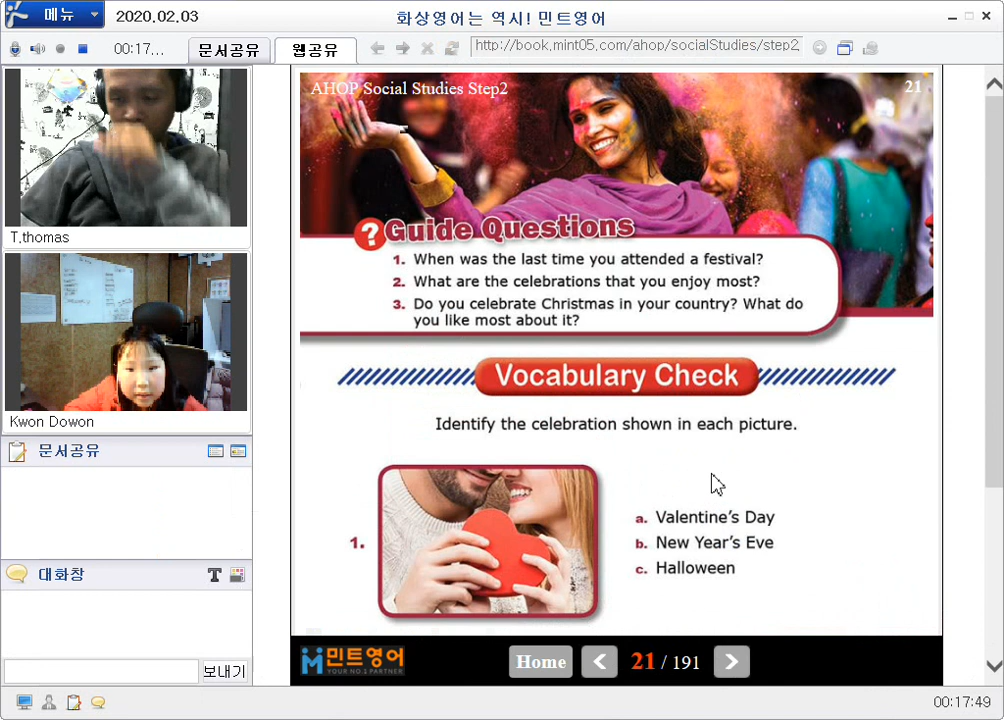 메뉴
2020.02.03
화상영어는 역시! 민트영어
00:17...
문서공유
웹공유
http://book.mint05.com/ahop/socialStudies/step2,
T.thomas
Kwon Dowon
문서공유
대화창
T
보내기
AHOP Social Studies Step2
21
? Guide Questions
1. When was the last time you attended a festival?
2. What are the celebrations that you enjoy most?
3. Do you celebrate Christmas in your country? What do
you like most about it?
Vocabulary Check
Identify the celebration shown in each picture.
1.
a. Valentine's Day
b. New Year's Eve
c. Halloween
민트영어
YOUR NO.1 PARTNER
Home
<
21 / 191
>
00:17:49